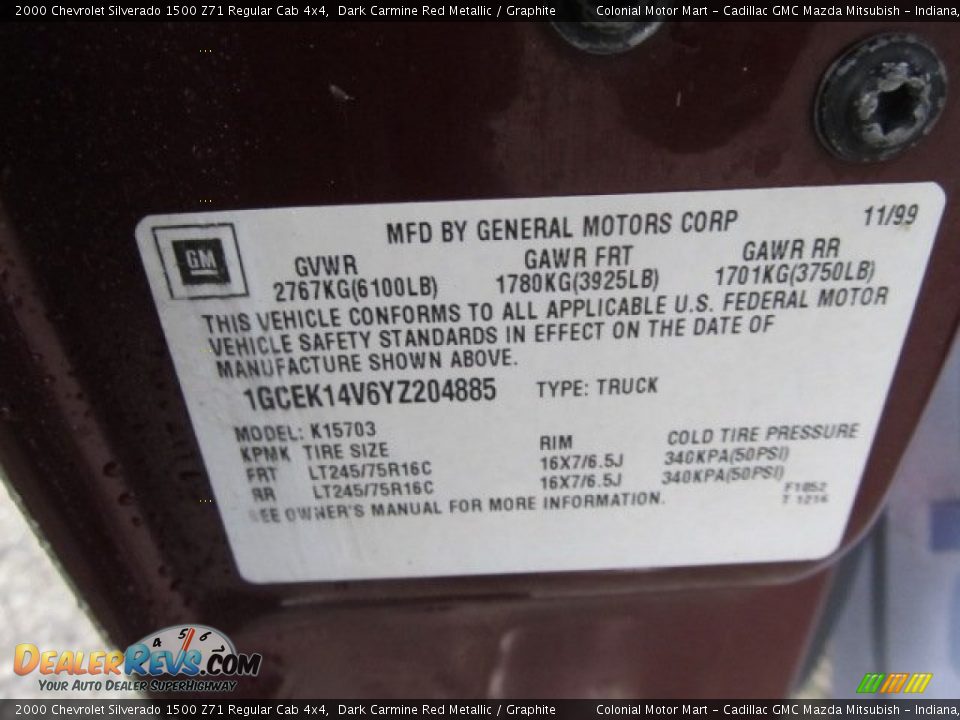 2000 Chevrolet Silverado 1500 Z71 Regular Cab 4x4, Dark Carmine Red Metallic / Graphite Colonial Motor Mart - Cadillac GMC Mazda Mitsubish - Indiana,
MFD BY GENERAL MOTORS CORP 11/99
GM
GVWR GAWR FRT GAWR RR
2767KG(6100LB) 1780KG(3925LB) 1701KG(3750LB)
THIS VEHICLE CONFORMS TO ALL APPLICABLE U.S. FEDERAL MOTOR
VEHICLE SAFETY STANDARDS IN EFFECT ON THE DATE OF
MANUFACTURE SHOWN ABOVE.
1GCEK14V6YZ204885 TYPE: TRUCK
MODEL: K15703
KPMK TIRE SIZE RIM COLD TIRE PRESSURE
FRT LT245/75R16C 16X7/6.5J 340KPA(50PSI)
RR LT245/75R16C 16X7/6.5J 340KPA(50PSI)
SEE OWNER'S MANUAL FOR MORE INFORMATION.
F1052
T 1216
4 5 6
DEALERREVS.COM
YOUR AUTO DEALER SUPERHIGHWAY
2000 Chevrolet Silverado 1500 Z71 Regular Cab 4x4, Dark Carmine Red Metallic / Graphite Colonial Motor Mart - Cadillac GMC Mazda Mitsubish - Indiana,